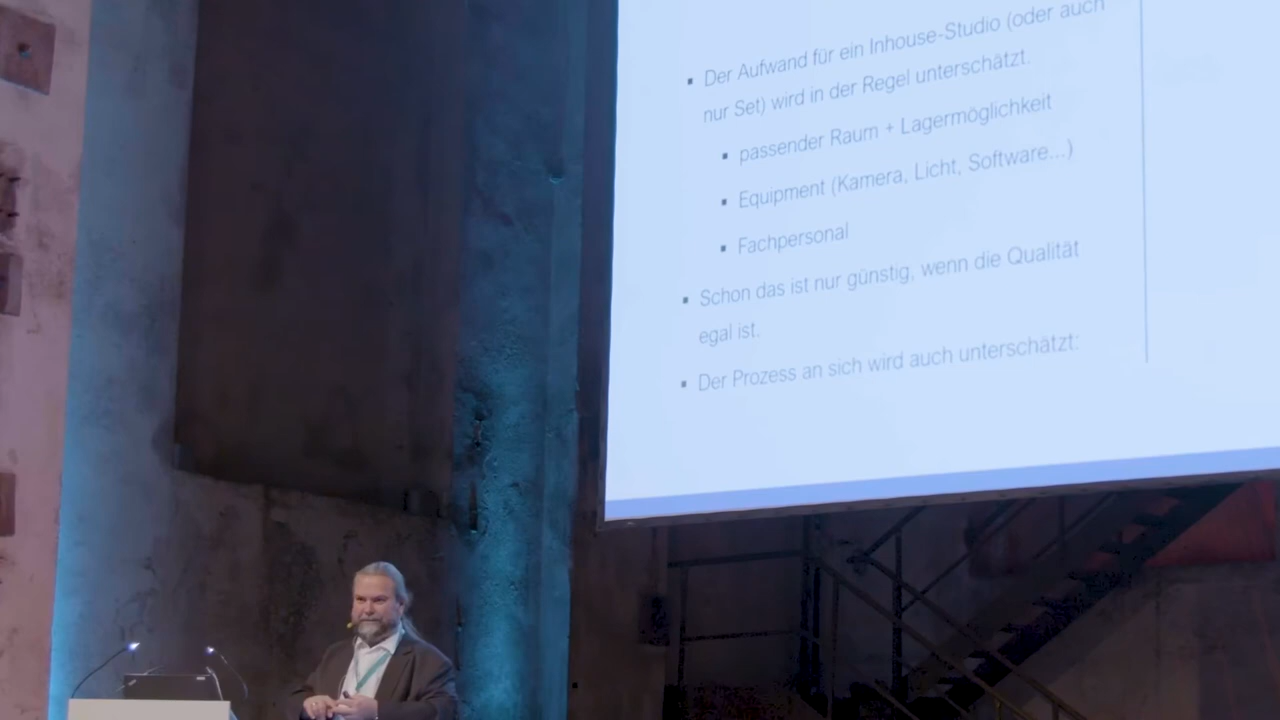 ▪ Der Aufwand für ein Inhouse-Studio (oder auch
nur Set) wird in der Regel unterschätzt.
▪ passender Raum + Lagermöglichkeit
▪ Equipment (Kamera, Licht, Software...)
▪ Fachpersonal
▪ Schon das ist nur günstig, wenn die Qualität
egal ist.
▪ Der Prozess an sich wird auch unterschätzt: